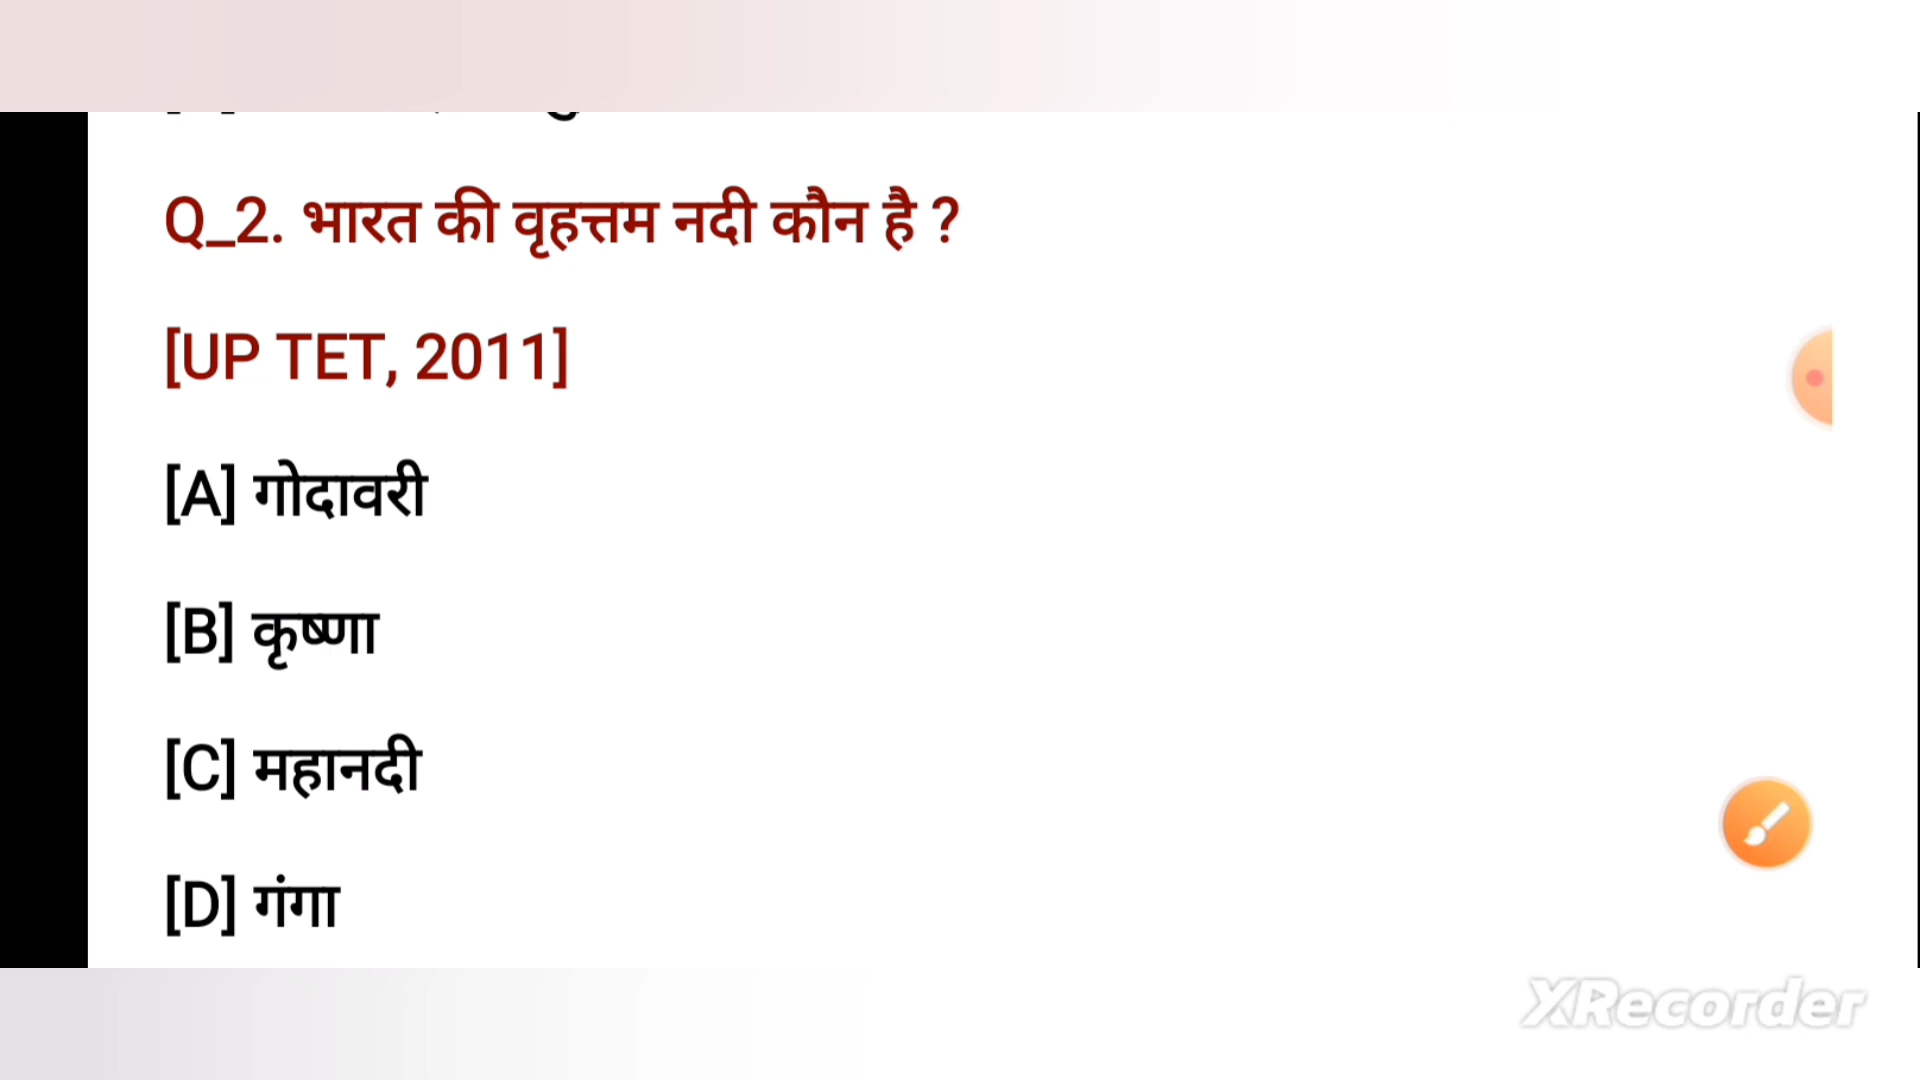 Q_2. भारत की वृहत्तम नदी कौन है ?
[UP TET, 2011]
[A] गोदावरी
[B] कृष्णा
[C] महानदी
[D] गंगा
XRecorder